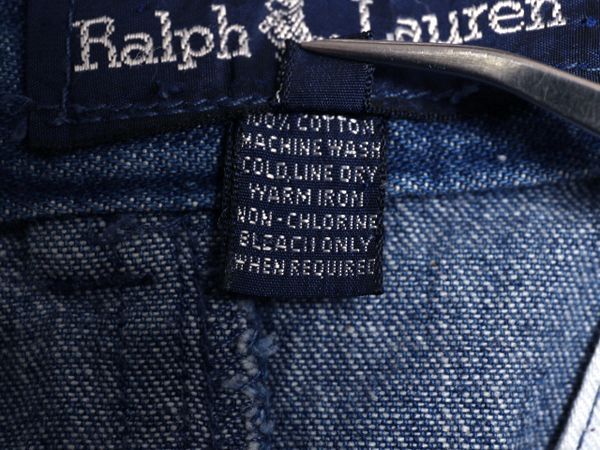 Ralph Lauren
100% COTTON
MACHINE WASH
COLD, LINE DRY
WARM IRON
NON-CHLORINE
BLEACH ONLY
WHEN REQUIRED